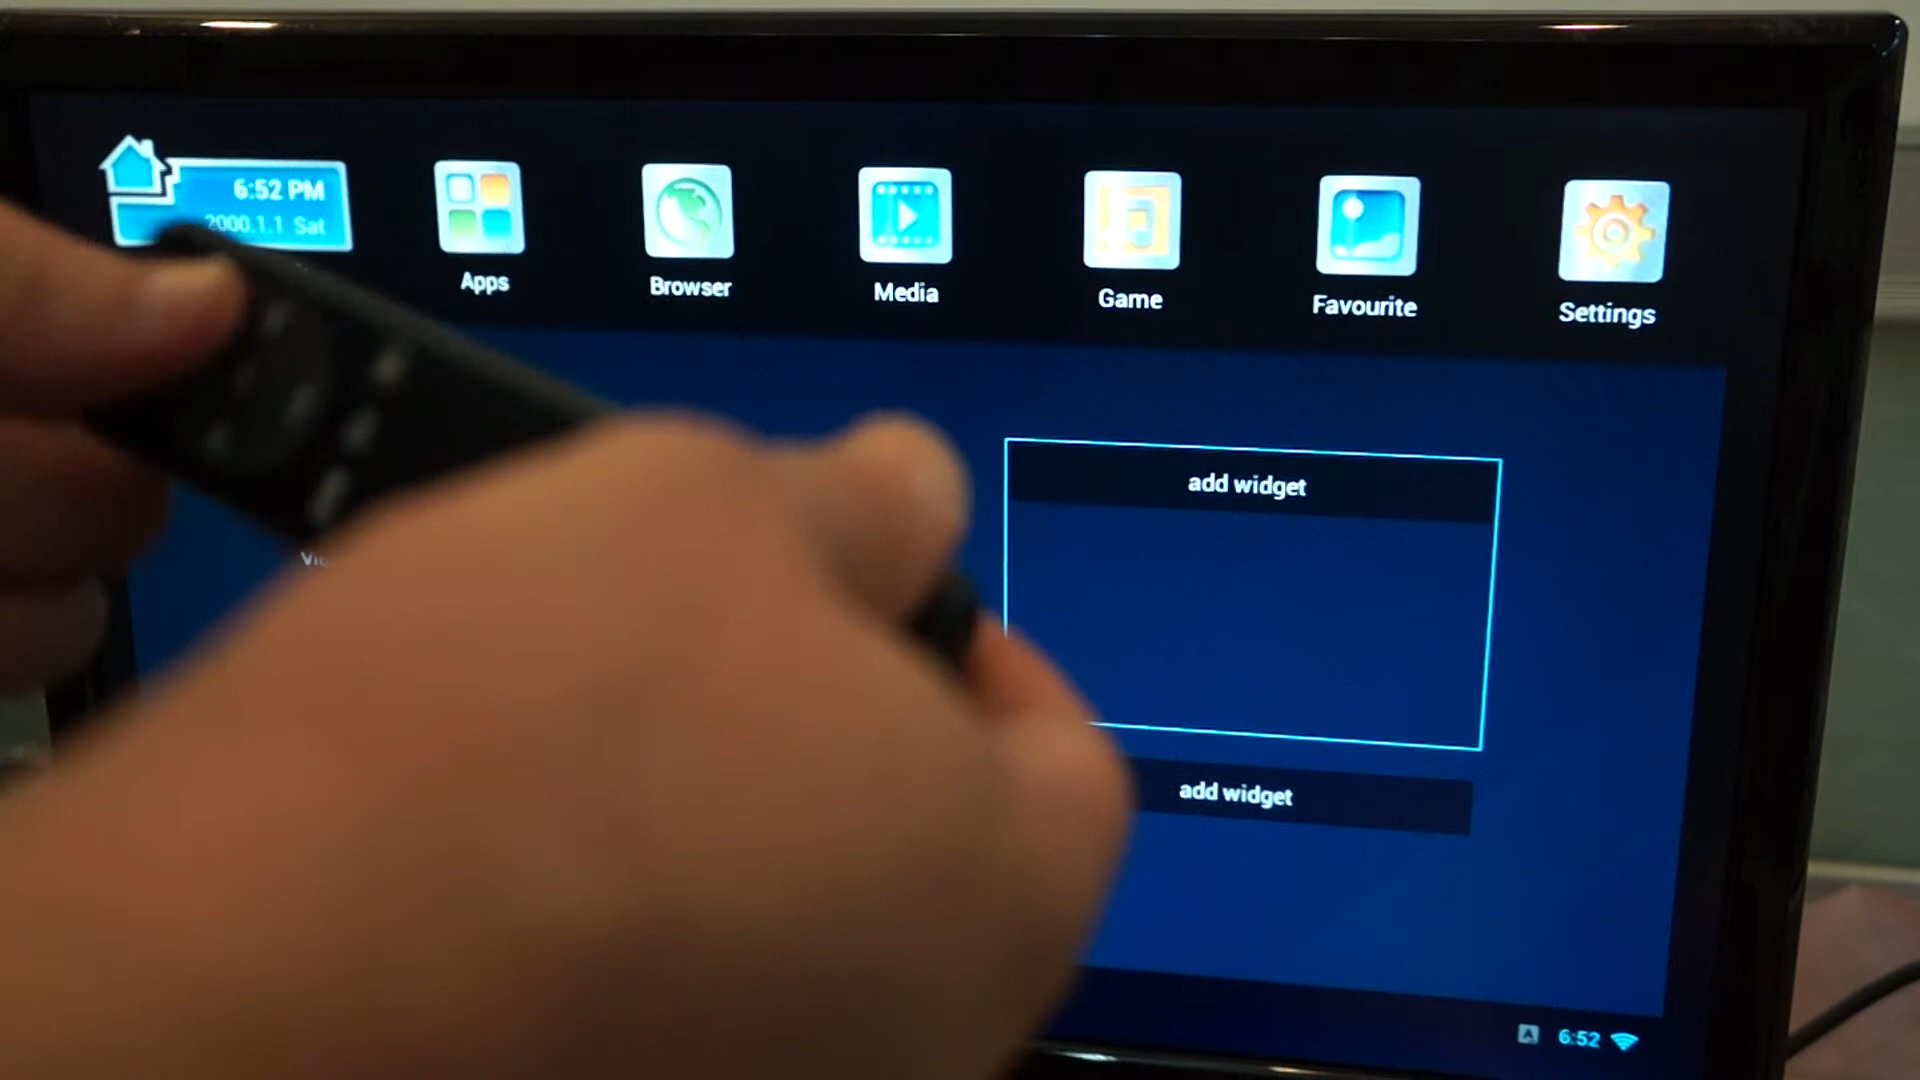 6:52 PM
2000.1.1 Sat
Apps
Browser
Media
Game
Favourite
Settings
add widget
add widget
6:52